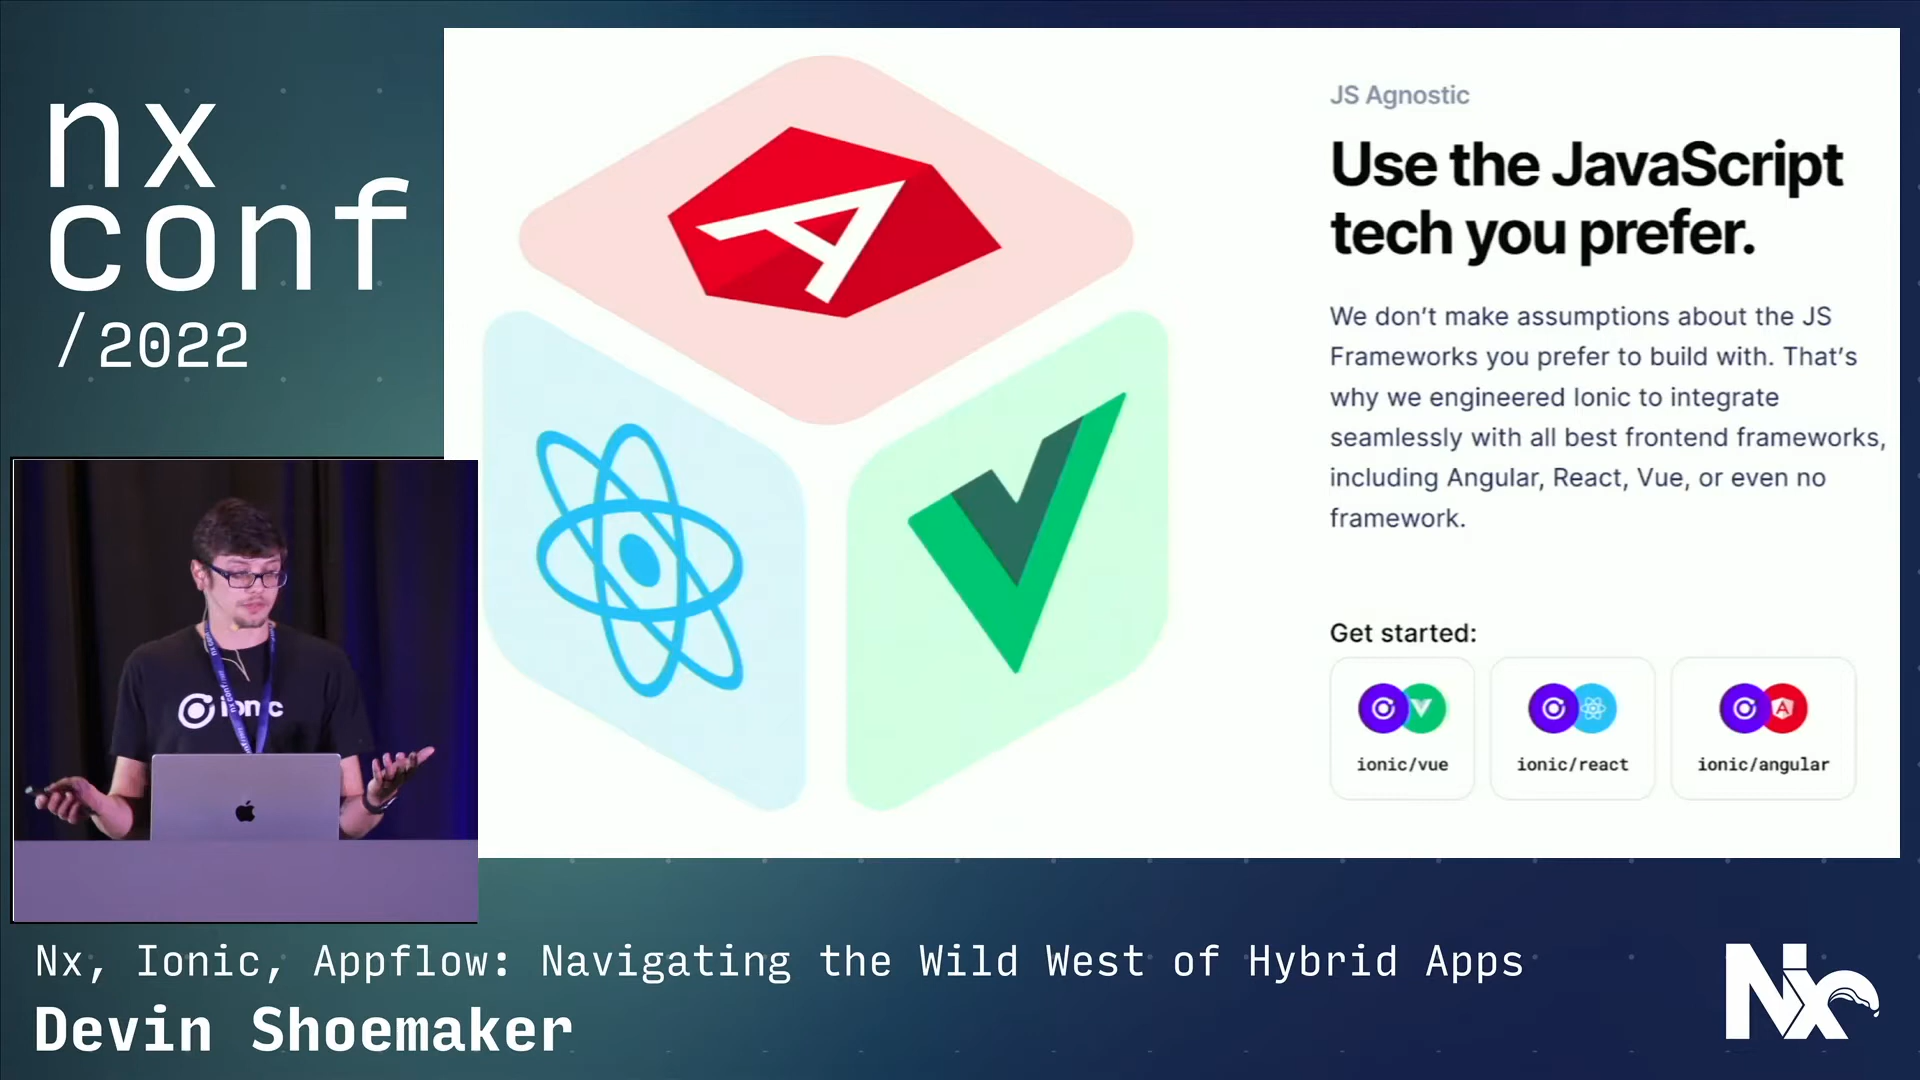 nx
conf
/2022
JS Agnostic
Use the JavaScript
tech you prefer.
We don't make assumptions about the JS
Frameworks you prefer to build with. That's
why we engineered Ionic to integrate
seamlessly with all best frontend frameworks,
including Angular, React, Vue, or even no
framework.
Get started:
ionic/vue
ionic/react
ionic/angular
ionic
Nx, Ionic, Appflow: Navigating the Wild West of Hybrid Apps
Devin Shoemaker
Nx